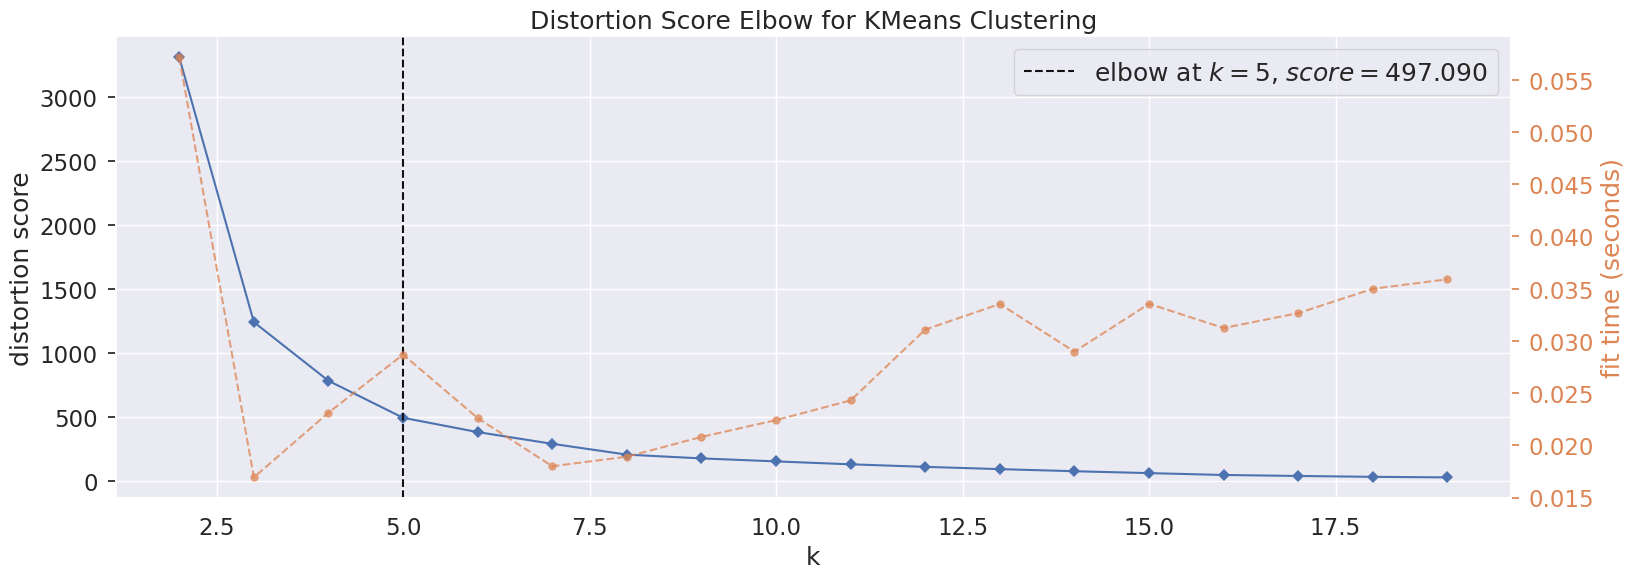 Distortion Score Elbow for KMeans Clustering
elbow at k = 5, score = 497.090
distortion score
3000
2500
2000
1500
1000
500
0
0.055
0.050
0.045
0.040
0.035
0.030
0.025
0.020
0.015
fit time (seconds)
2.5 5.0 7.5 10.0 12.5 15.0 17.5
k